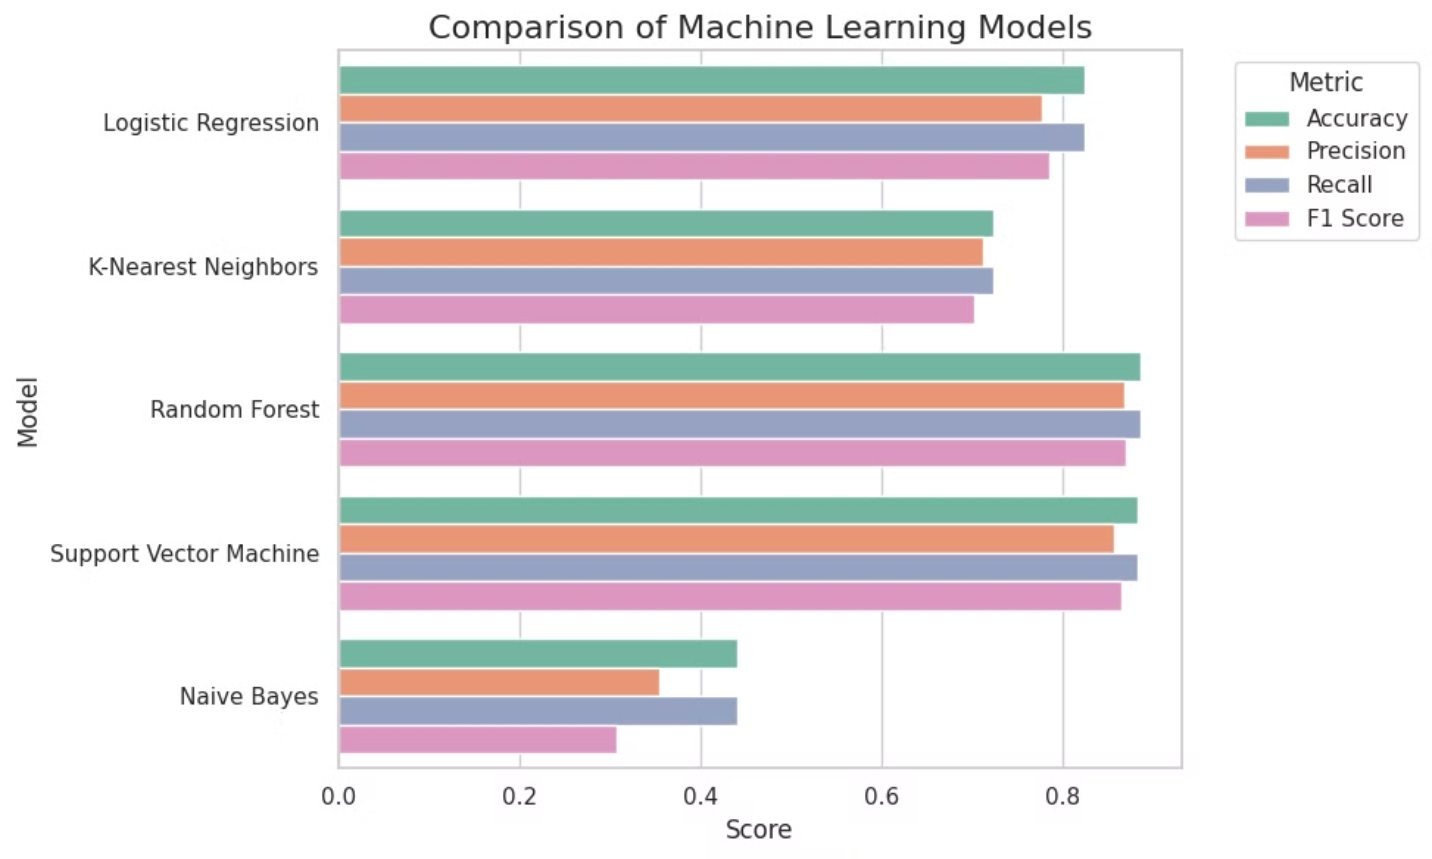 Comparison of Machine Learning Models
Metric
Accuracy
Precision
Recall
F1 Score
Model
Logistic Regression
K-Nearest Neighbors
Random Forest
Support Vector Machine
Naive Bayes
0.0 0.2 0.4 0.6 0.8
Score